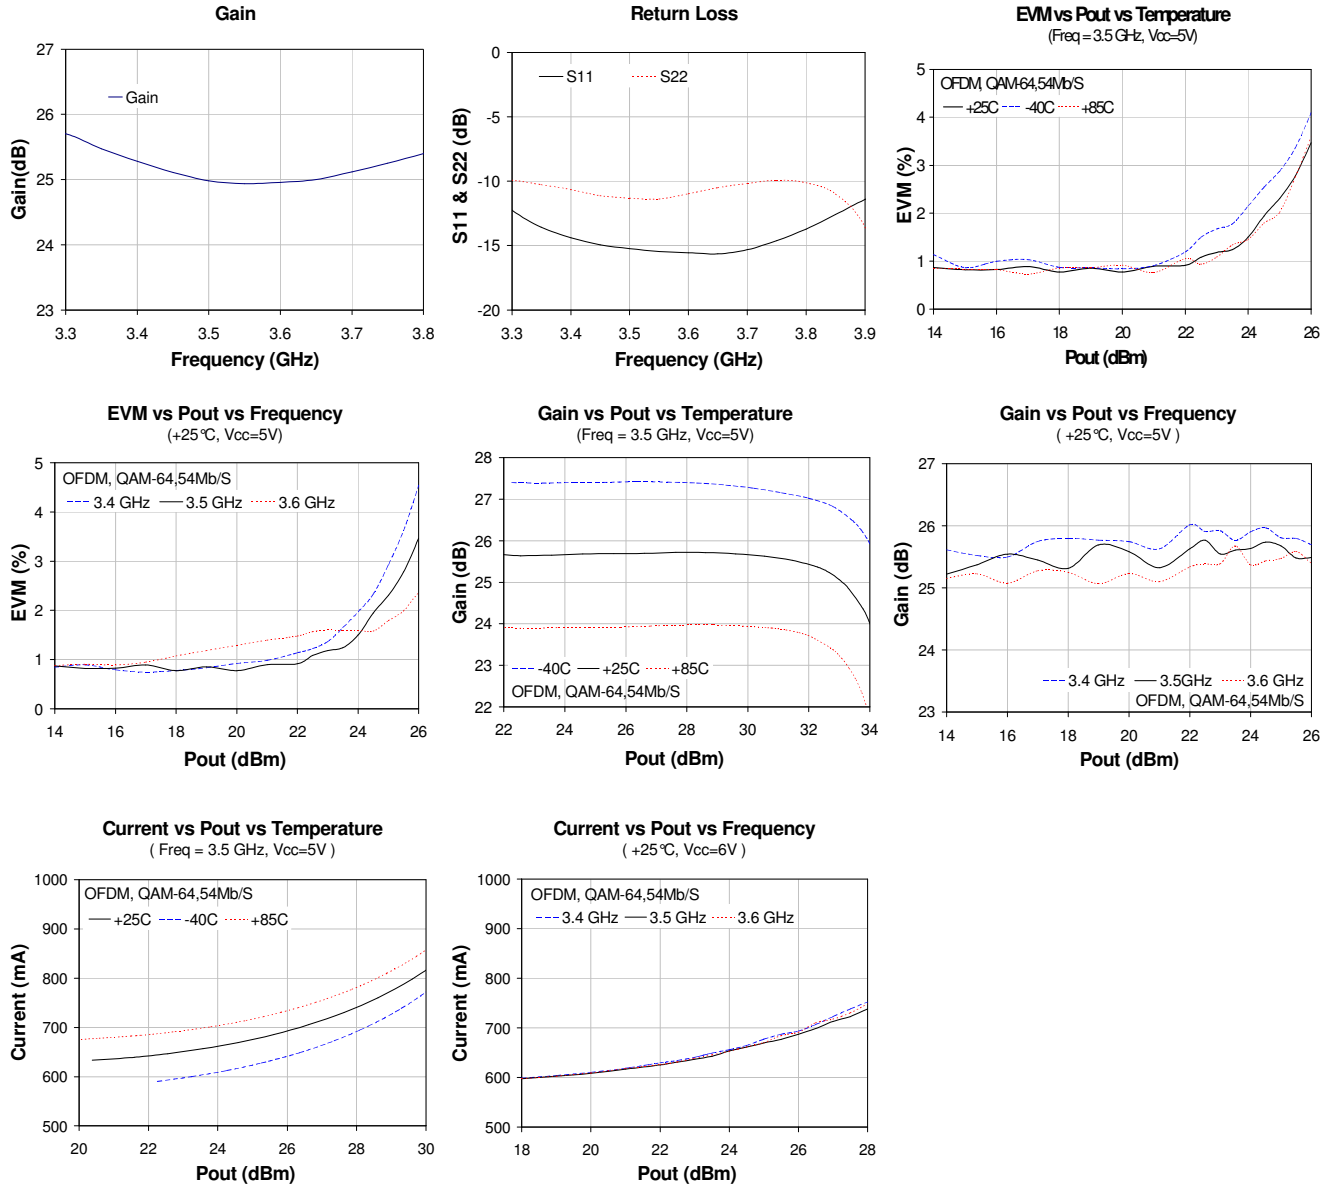 Gain
27
26
25
24
23
Gain
3.3 3.4 3.5 3.6 3.7 3.8
Gain(dB)
Frequency (GHz)
Return Loss
0
-5
-10
-15
-20
S11 S22
3.3 3.4 3.5 3.6 3.7 3.8 3.9
S11 & S22 (dB)
Frequency (GHz)
EVM vs Pout vs Temperature
(Freq = 3.5 GHz, Vcc=5V)
5
4
3
2
1
0
OFDM, QAM-64,54Mb/S
+25C -40C +85C
14 16 18 20 22 24 26
EVM (%)
Pout (dBm)
EVM vs Pout vs Frequency
(+25°C, Vcc=5V)
5
4
3
2
1
0
OFDM, QAM-64,54Mb/S
3.4 GHz 3.5 GHz 3.6 GHz
14 16 18 20 22 24 26
EVM (%)
Pout (dBm)
Gain vs Pout vs Temperature
(Freq = 3.5 GHz, Vcc=5V)
28
27
26
25
24
23
22
-40C +25C +85C
OFDM, QAM-64,54Mb/S
22 24 26 28 30 32 34
Gain (dB)
Pout (dBm)
Gain vs Pout vs Frequency
( +25°C, Vcc=5V )
27
26
25
24
23
3.4 GHz 3.5GHz 3.6 GHz
OFDM, QAM-64,54Mb/S
14 16 18 20 22 24 26
Gain (dB)
Pout (dBm)
Current vs Pout vs Temperature
( Freq = 3.5 GHz, Vcc=5V )
1000
900
800
700
600
500
OFDM, QAM-64,54Mb/S
+25C -40C +85C
20 22 24 26 28 30
Current (mA)
Pout (dBm)
Current vs Pout vs Frequency
( +25°C, Vcc=6V )
1000
900
800
700
600
500
OFDM, QAM-64,54Mb/S
3.4 GHz 3.5 GHz 3.6 GHz
18 20 22 24 26 28
Current (mA)
Pout (dBm)